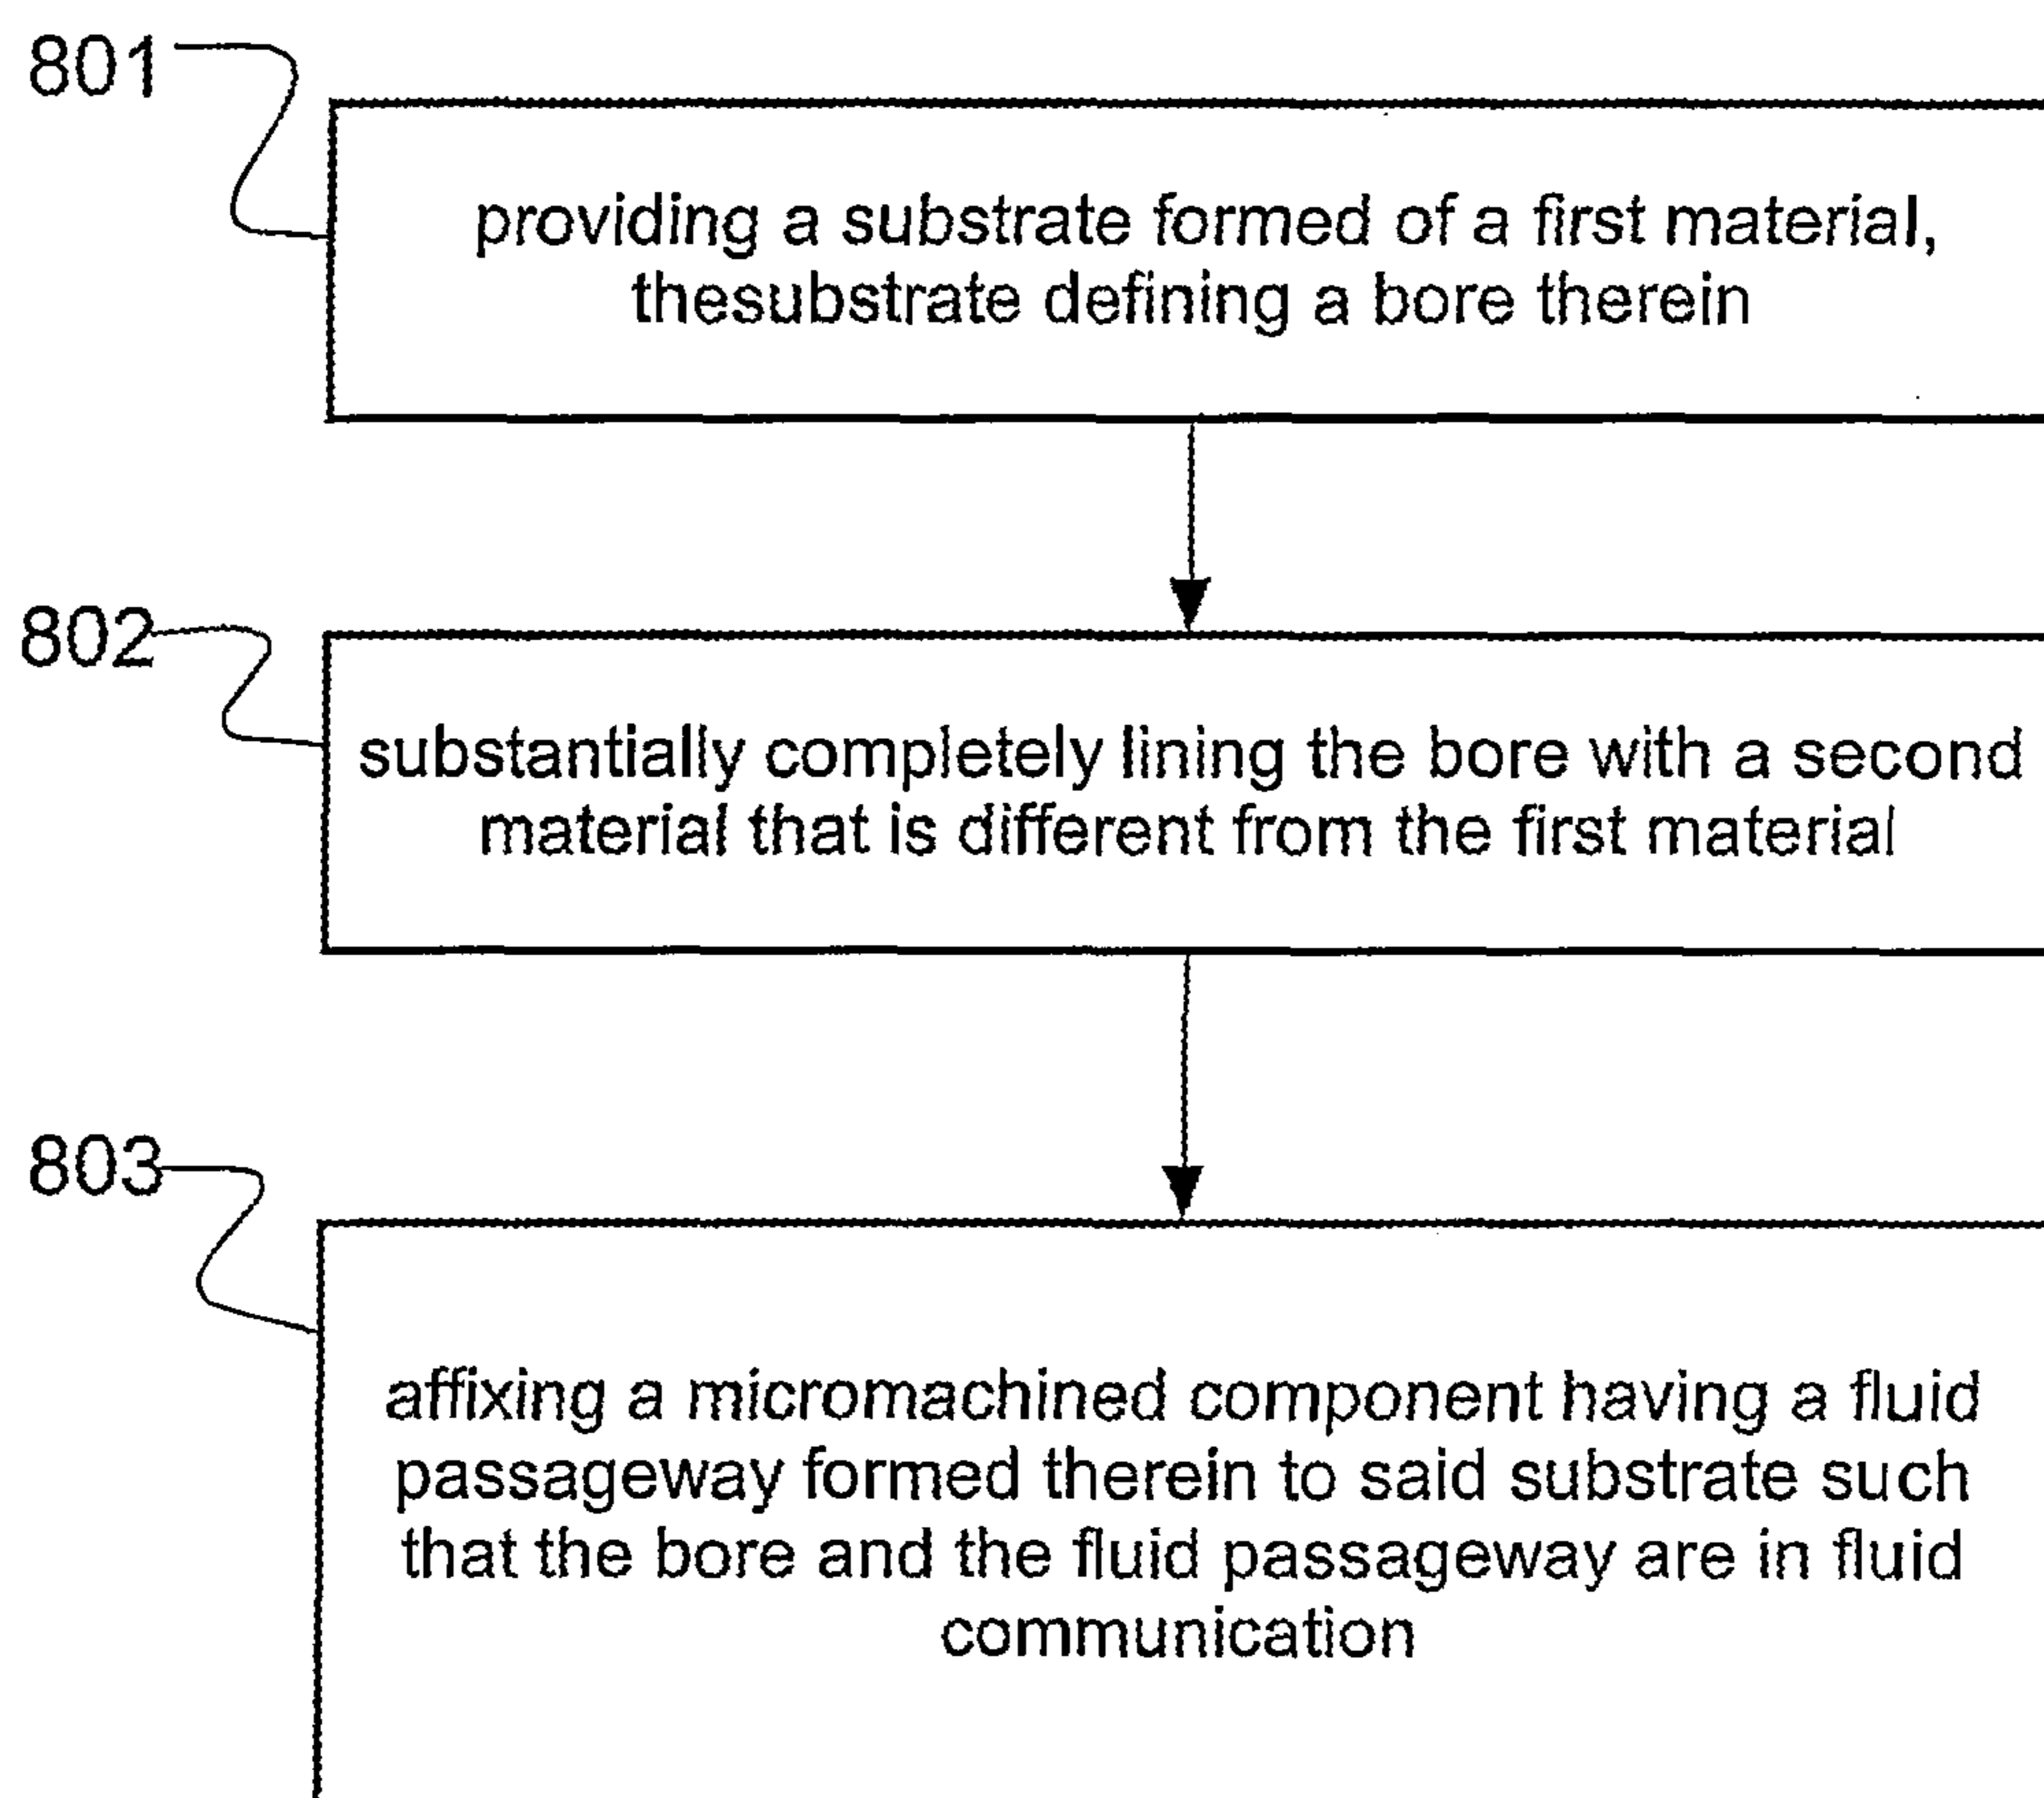 801
providing a substrate formed of a first material,
thesubstrate defining a bore therein
802
substantially completely lining the bore with a second
material that is different from the first material
803
affixing a micromachined component having a fluid
passageway formed therein to said substrate such
that the bore and the fluid passageway are in fluid
communication